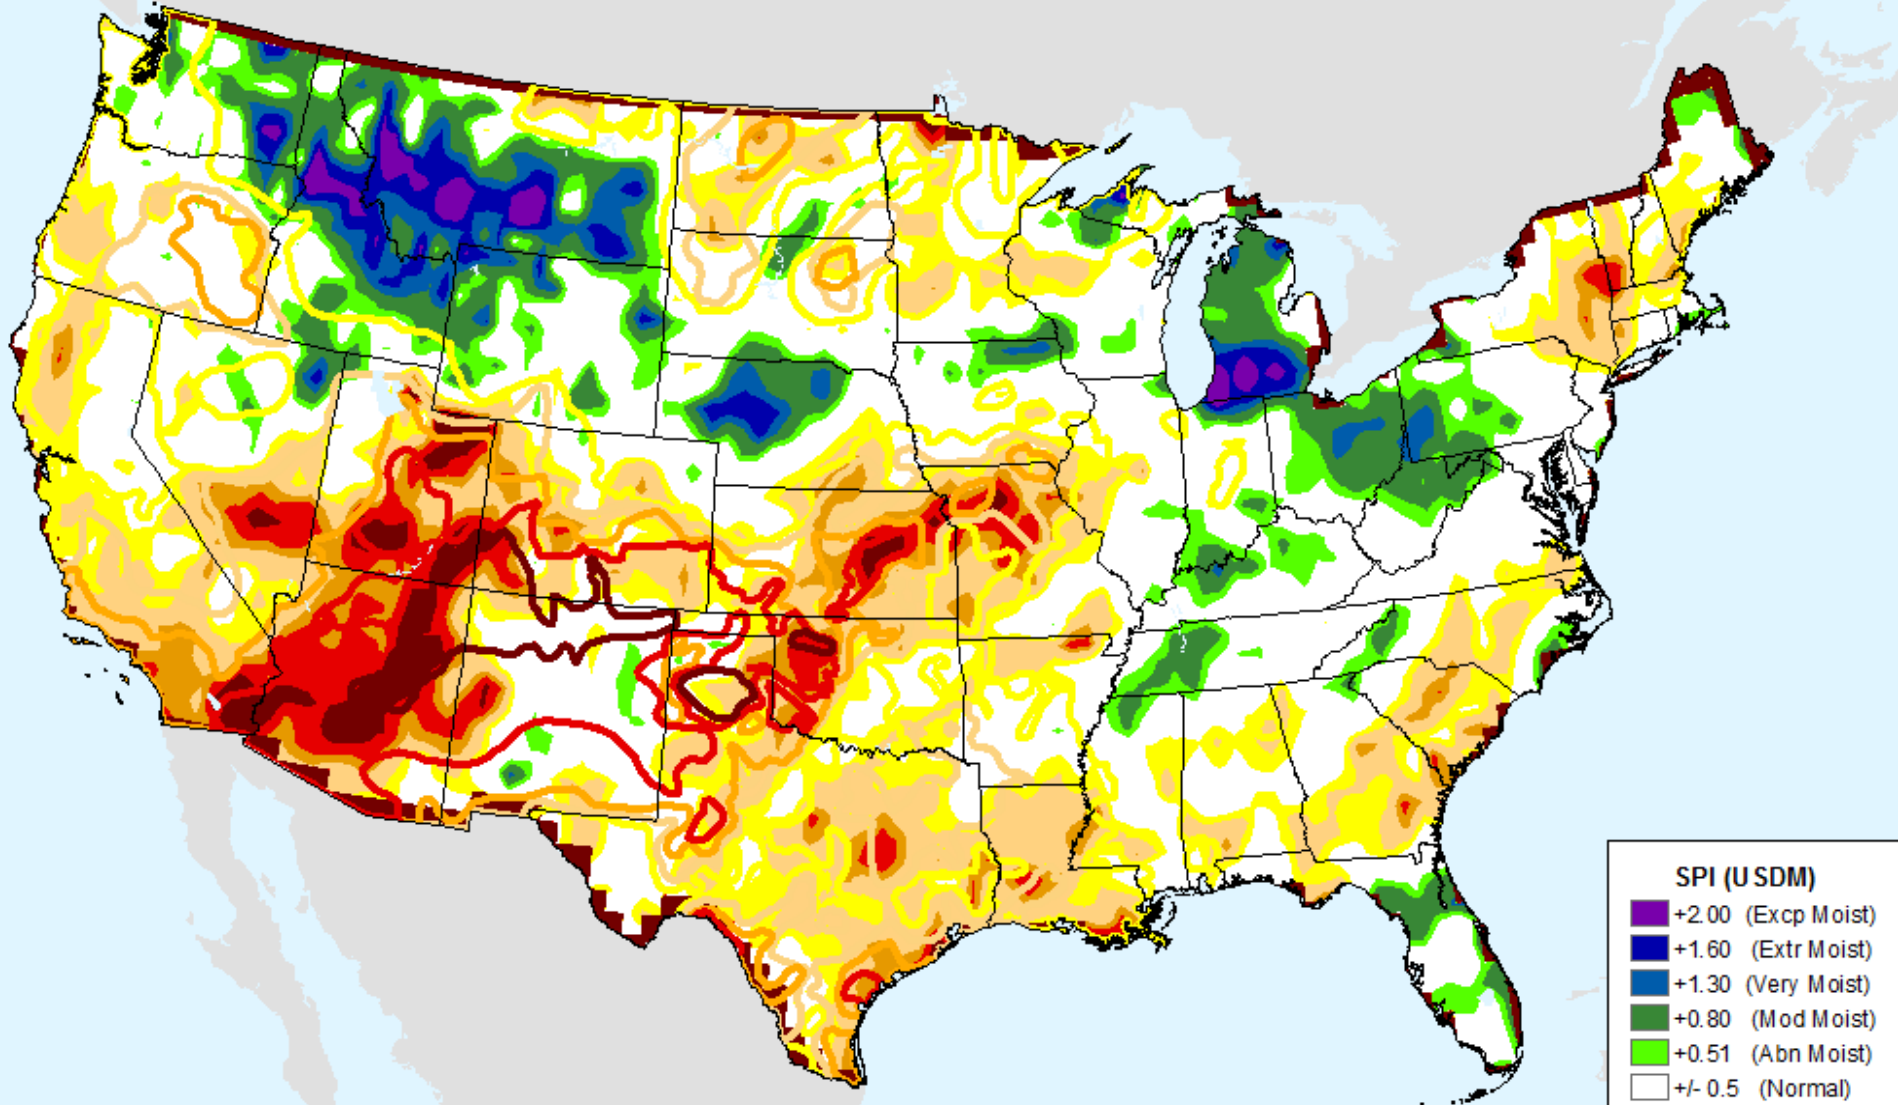 SPI (USDM)
+2.00 (Excp Moist)
+1.60 (Extr Moist)
+1.30 (Very Moist)
+0.80 (Mod Moist)
+0.51 (Abn Moist)
+/- 0.5 (Normal)